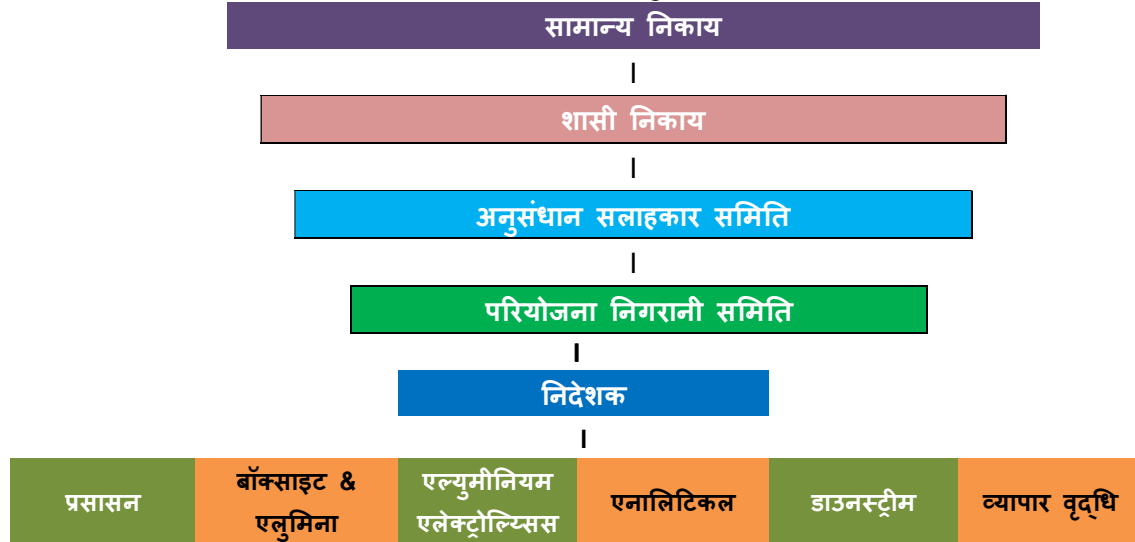 सामान्य निकाय
|
शासी निकाय
|
अनुसंधान सलाहकार समिति
|
परियोजना निगरानी समिति
|
निदेशक
|
प्रसासन
बॉक्साइट &
एलुमिना
एल्युमीनियम
एलेक्ट्रोल्य्सिस
एनालिटिकल
डाउनस्ट्रीम
व्यापार वृद्धि